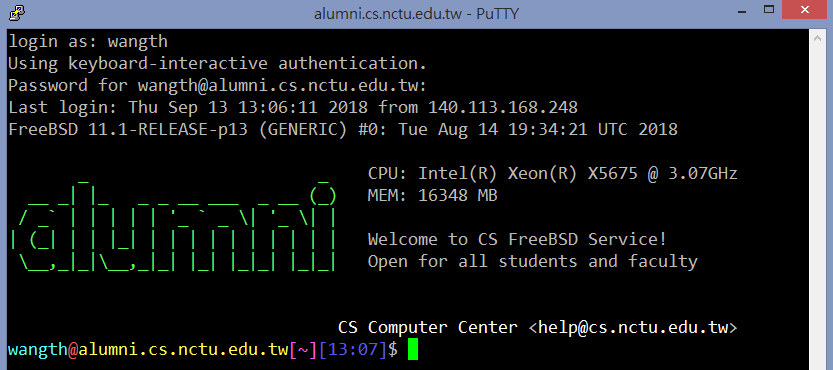 alumni.cs.nctu.edu.tw - PuTTY
login as: wangth
Using keyboard-interactive authentication.
Password for wangth@alumni.cs.nctu.edu.tw:
Last login: Thu Sep 13 13:06:11 2018 from 140.113.168.248
FreeBSD 11.1-RELEASE-p13 (GENERIC) #0: Tue Aug 14 19:34:21 UTC 2018
alumni
CPU: Intel(R) Xeon(R) X5675 @ 3.07GHz
MEM: 16348 MB
Welcome to CS FreeBSD Service!
Open for all students and faculty
CS Computer Center <help@cs.nctu.edu.tw>
wangth@alumni.cs.nctu.edu.tw[~][13:07]$